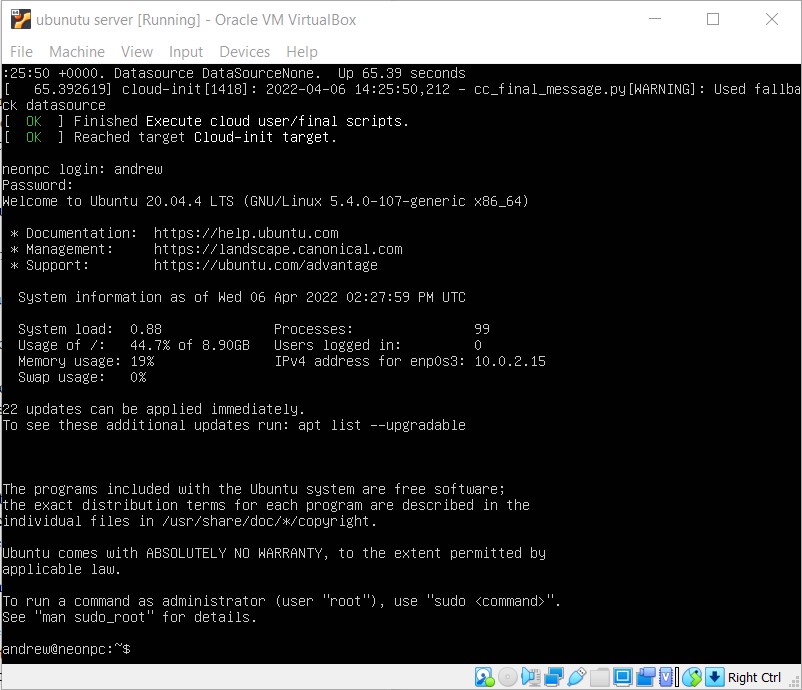 ubunutu server [Running] - Oracle VM VirtualBox
File Machine View Input Devices Help
:25:50 +0000. Datasource DataSourceNone.  Up 65.39 seconds
[   65.392619] cloud-init[1418]: 2022-04-06 14:25:50,212 - cc_final_message.py[WARNING]: Used fallba
ck datasource
[  OK  ] Finished Execute cloud user/final scripts.
[  OK  ] Reached target Cloud-init target.
neonpc login: andrew
Password:
Welcome to Ubuntu 20.04.4 LTS (GNU/Linux 5.4.0-107-generic x86_64)
* Documentation:  https://help.ubuntu.com
* Management:     https://landscape.canonical.com
* Support:        https://ubuntu.com/advantage
System information as of Wed 06 Apr 2022 02:27:59 PM UTC
System load:  0.88              Processes:               99
Usage of /:   44.7% of 8.90GB   Users logged in:         0
Memory usage: 19%               IPv4 address for enp0s3: 10.0.2.15
Swap usage:   0%
22 updates can be applied immediately.
To see these additional updates run: apt list --upgradable
The programs included with the Ubuntu system are free software;
the exact distribution terms for each program are described in the
individual files in /usr/share/doc/*/copyright.
Ubuntu comes with ABSOLUTELY NO WARRANTY, to the extent permitted by
applicable law.
To run a command as administrator (user "root"), use "sudo <command>".
See "man sudo_root" for details.
andrew@neonpc:~$
Right Ctrl